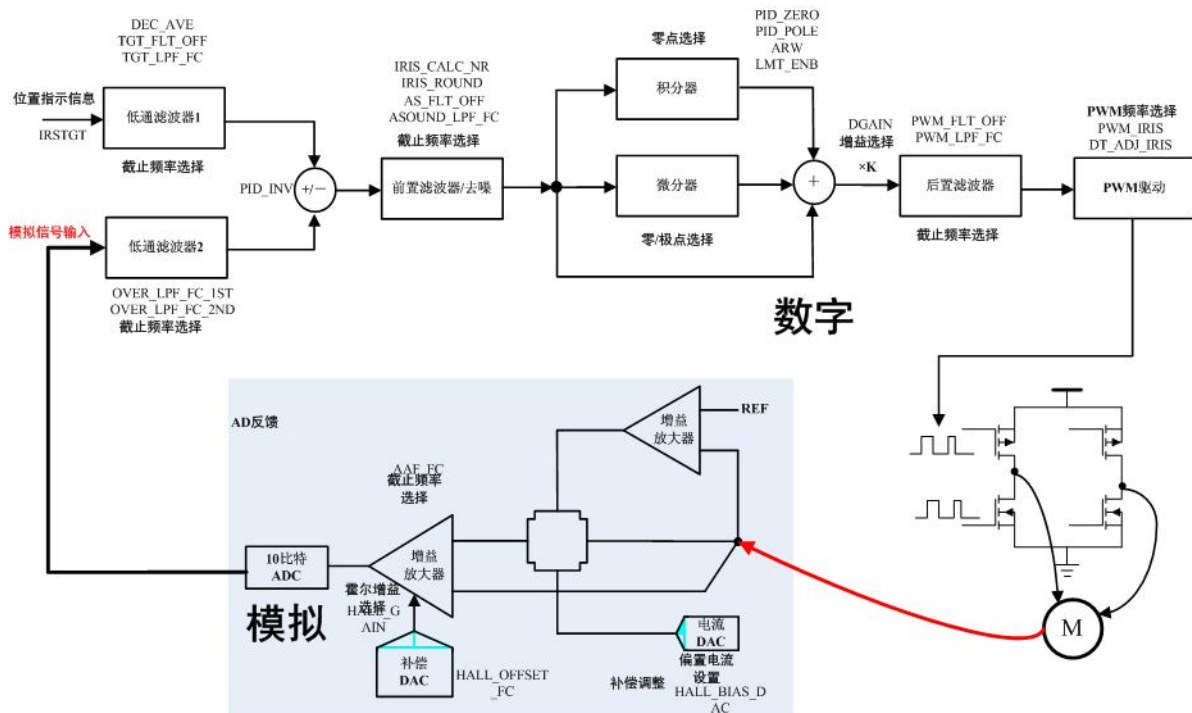 DEC_AVE
TGT_FLT_OFF
TGT_LPF_FC
位置指示信息
IRSTGT
低通滤波器1
截止频率选择
PID_INV
+/−
模拟信号输入
低通滤波器2
OVER_LPF_FC_1ST
OVER_LPF_FC_2ND
截止频率选择
IRIS_CALC_NR
IRIS_ROUND
AS_FLT_OFF
ASOUND_LPF_FC
截止频率选择
前置滤波器/去噪
零点选择
积分器
微分器
零/极点选择
PID_ZERO
PID_POLE
ARW
LMT_ENB
+
DGAIN
增益选择
×K
PWM_FLT_OFF
PWM_LPF_FC
后置滤波器
截止频率选择
PWM频率选择
PWM_IRIS
DT_ADJ_IRIS
PWM驱动
数字
AD反馈
增益
放大器
REF
AAF_FC
截止频率
选择
增益
放大器
10比特
ADC
霍尔增益
选择
HALL_G
AIN
模拟
补偿
DAC
HALL_OFFSET
_FC
电流
DAC
偏置电流
设置
补偿调整
HALL_BIAS_D
AC
M